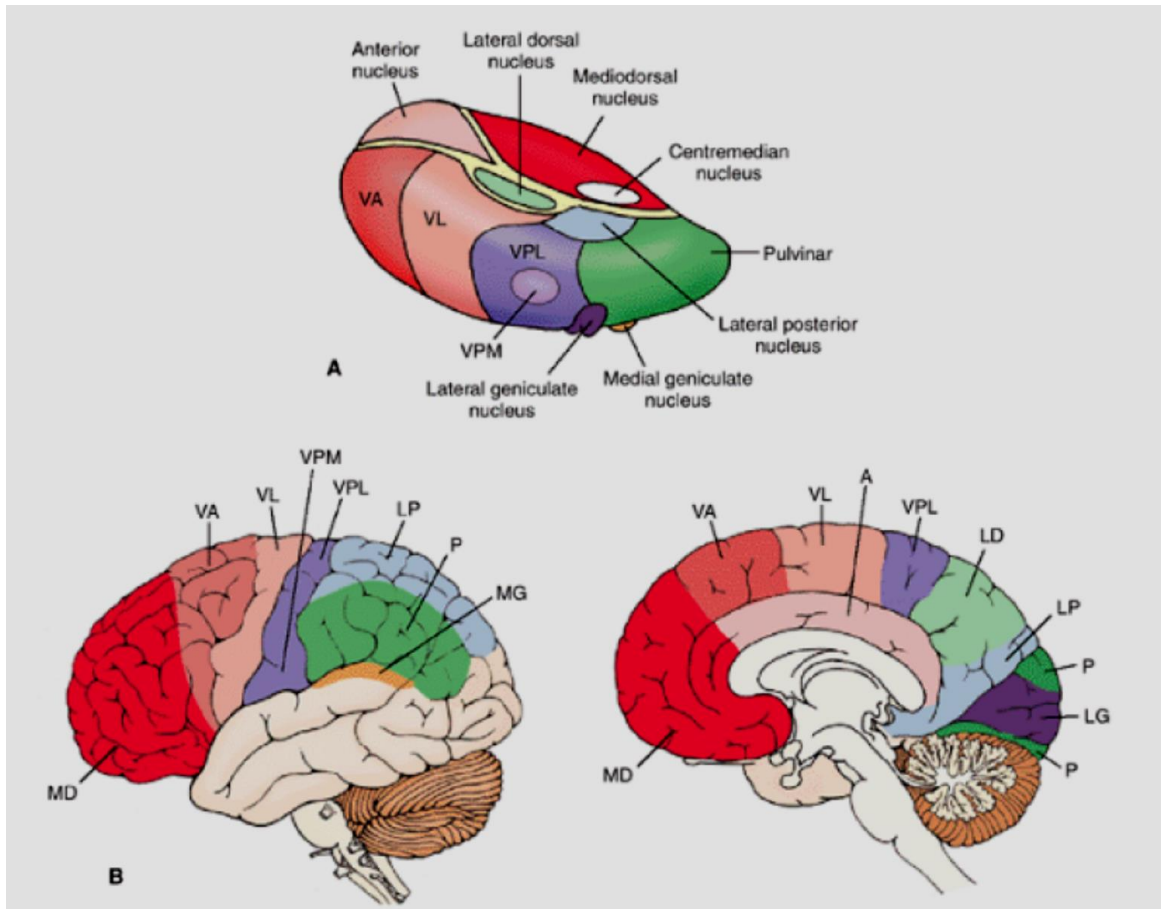 Anterior
nucleus
Lateral dorsal
nucleus
Mediodorsal
nucleus
Centremedian
nucleus
VA
VL
VPL
Pulvinar
VPM
Lateral posterior
nucleus
Lateral geniculate
nucleus
Medial geniculate
nucleus
A
VPM
VA
VL
VPL
LP
P
MG
MD
VA
VL
A
VPL
LD
LP
P
LG
P
MD
B